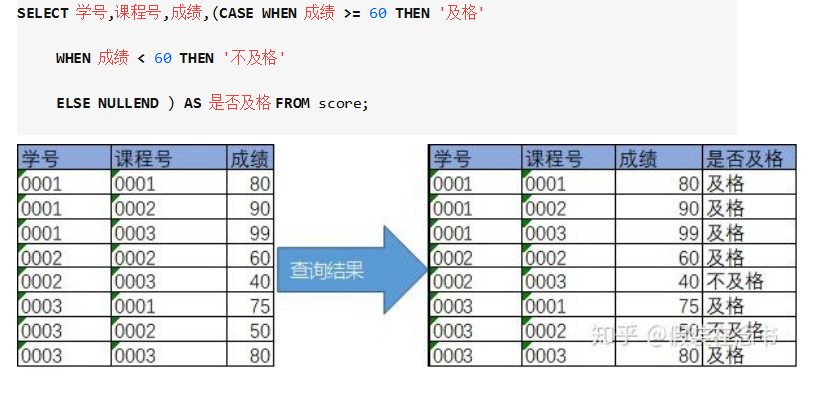 SELECT 学号,课程号,成绩,(CASE WHEN 成绩 >= 60 THEN '及格'
WHEN 成绩 < 60 THEN '不及格'
ELSE NULLEND ) AS 是否及格 FROM score;
学号 课程号 成绩
0001 0001 80
0001 0002 90
0001 0003 99
0002 0002 60
0002 0003 40
0003 0001 75
0003 0002 50
0003 0003 80
查询结果
学号 课程号 成绩 是否及格
0001 0001 80 及格
0001 0002 90 及格
0001 0003 99 及格
0002 0002 60 及格
0002 0003 40 不及格
0003 0001 75 及格
0003 0002 50 不及格
0003 0003 80 及格
知乎